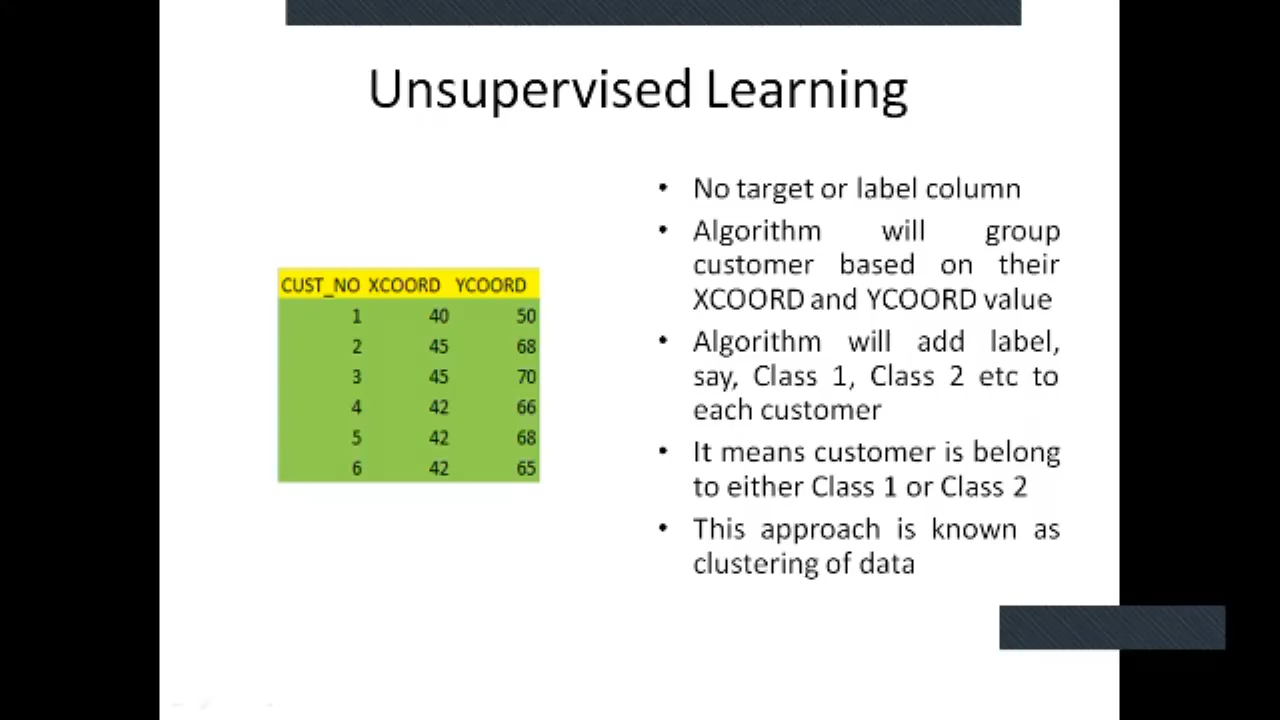 Unsupervised Learning
CUST_NO XCOORD YCOORD
1 40 50
2 45 68
3 45 70
4 42 66
5 42 68
6 42 65
• No target or label column
• Algorithm will group
customer based on their
XCOORD and YCOORD value
• Algorithm will add label,
say, Class 1, Class 2 etc to
each customer
• It means customer is belong
to either Class 1 or Class 2
• This approach is known as
clustering of data